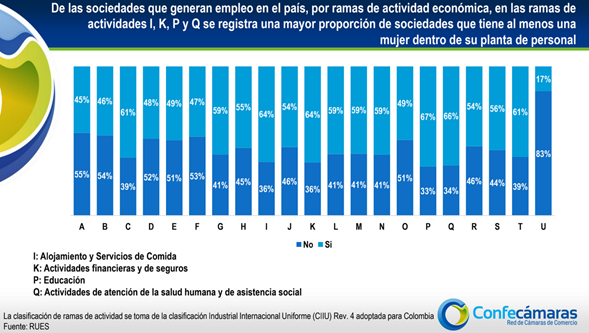 De las sociedades que generan empleo en el país, por ramas de actividad económica, en las ramas de
actividades I, K, P y Q se registra una mayor proporción de sociedades que tiene al menos una
mujer dentro de su planta de personal
45% 46% 61% 48% 49% 47% 59% 55% 64% 54% 64% 59% 59% 59% 49% 67% 66% 54% 56% 61% 17%
55% 54% 39% 52% 51% 53% 41% 45% 36% 46% 36% 41% 41% 41% 51% 33% 34% 46% 44% 39% 83%
A B C D E F G H I J K L M N O P Q R S T U
No Si
I: Alojamiento y Servicios de Comida
K: Actividades financieras y de seguros
P: Educación
Q: Actividades de atención de la salud humana y de asistencia social
La clasificación de ramas de actividad se toma de la clasificación Industrial Internacional Uniforme (CIIU) Rev. 4 adoptada para Colombia
Fuente: RUES
Confecámaras
Red de Cámaras de Comercio